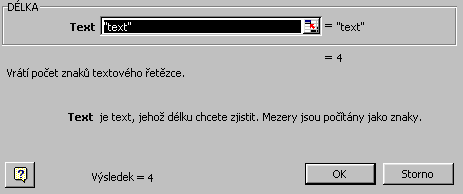 DÉLKA
Text "text" = "text"
= 4
Vrátí počet znaků textového řetězce.
Text je text, jehož délku chcete zjistit. Mezery jsou počítány jako znaky.
? Výsledek = 4 OK Storno